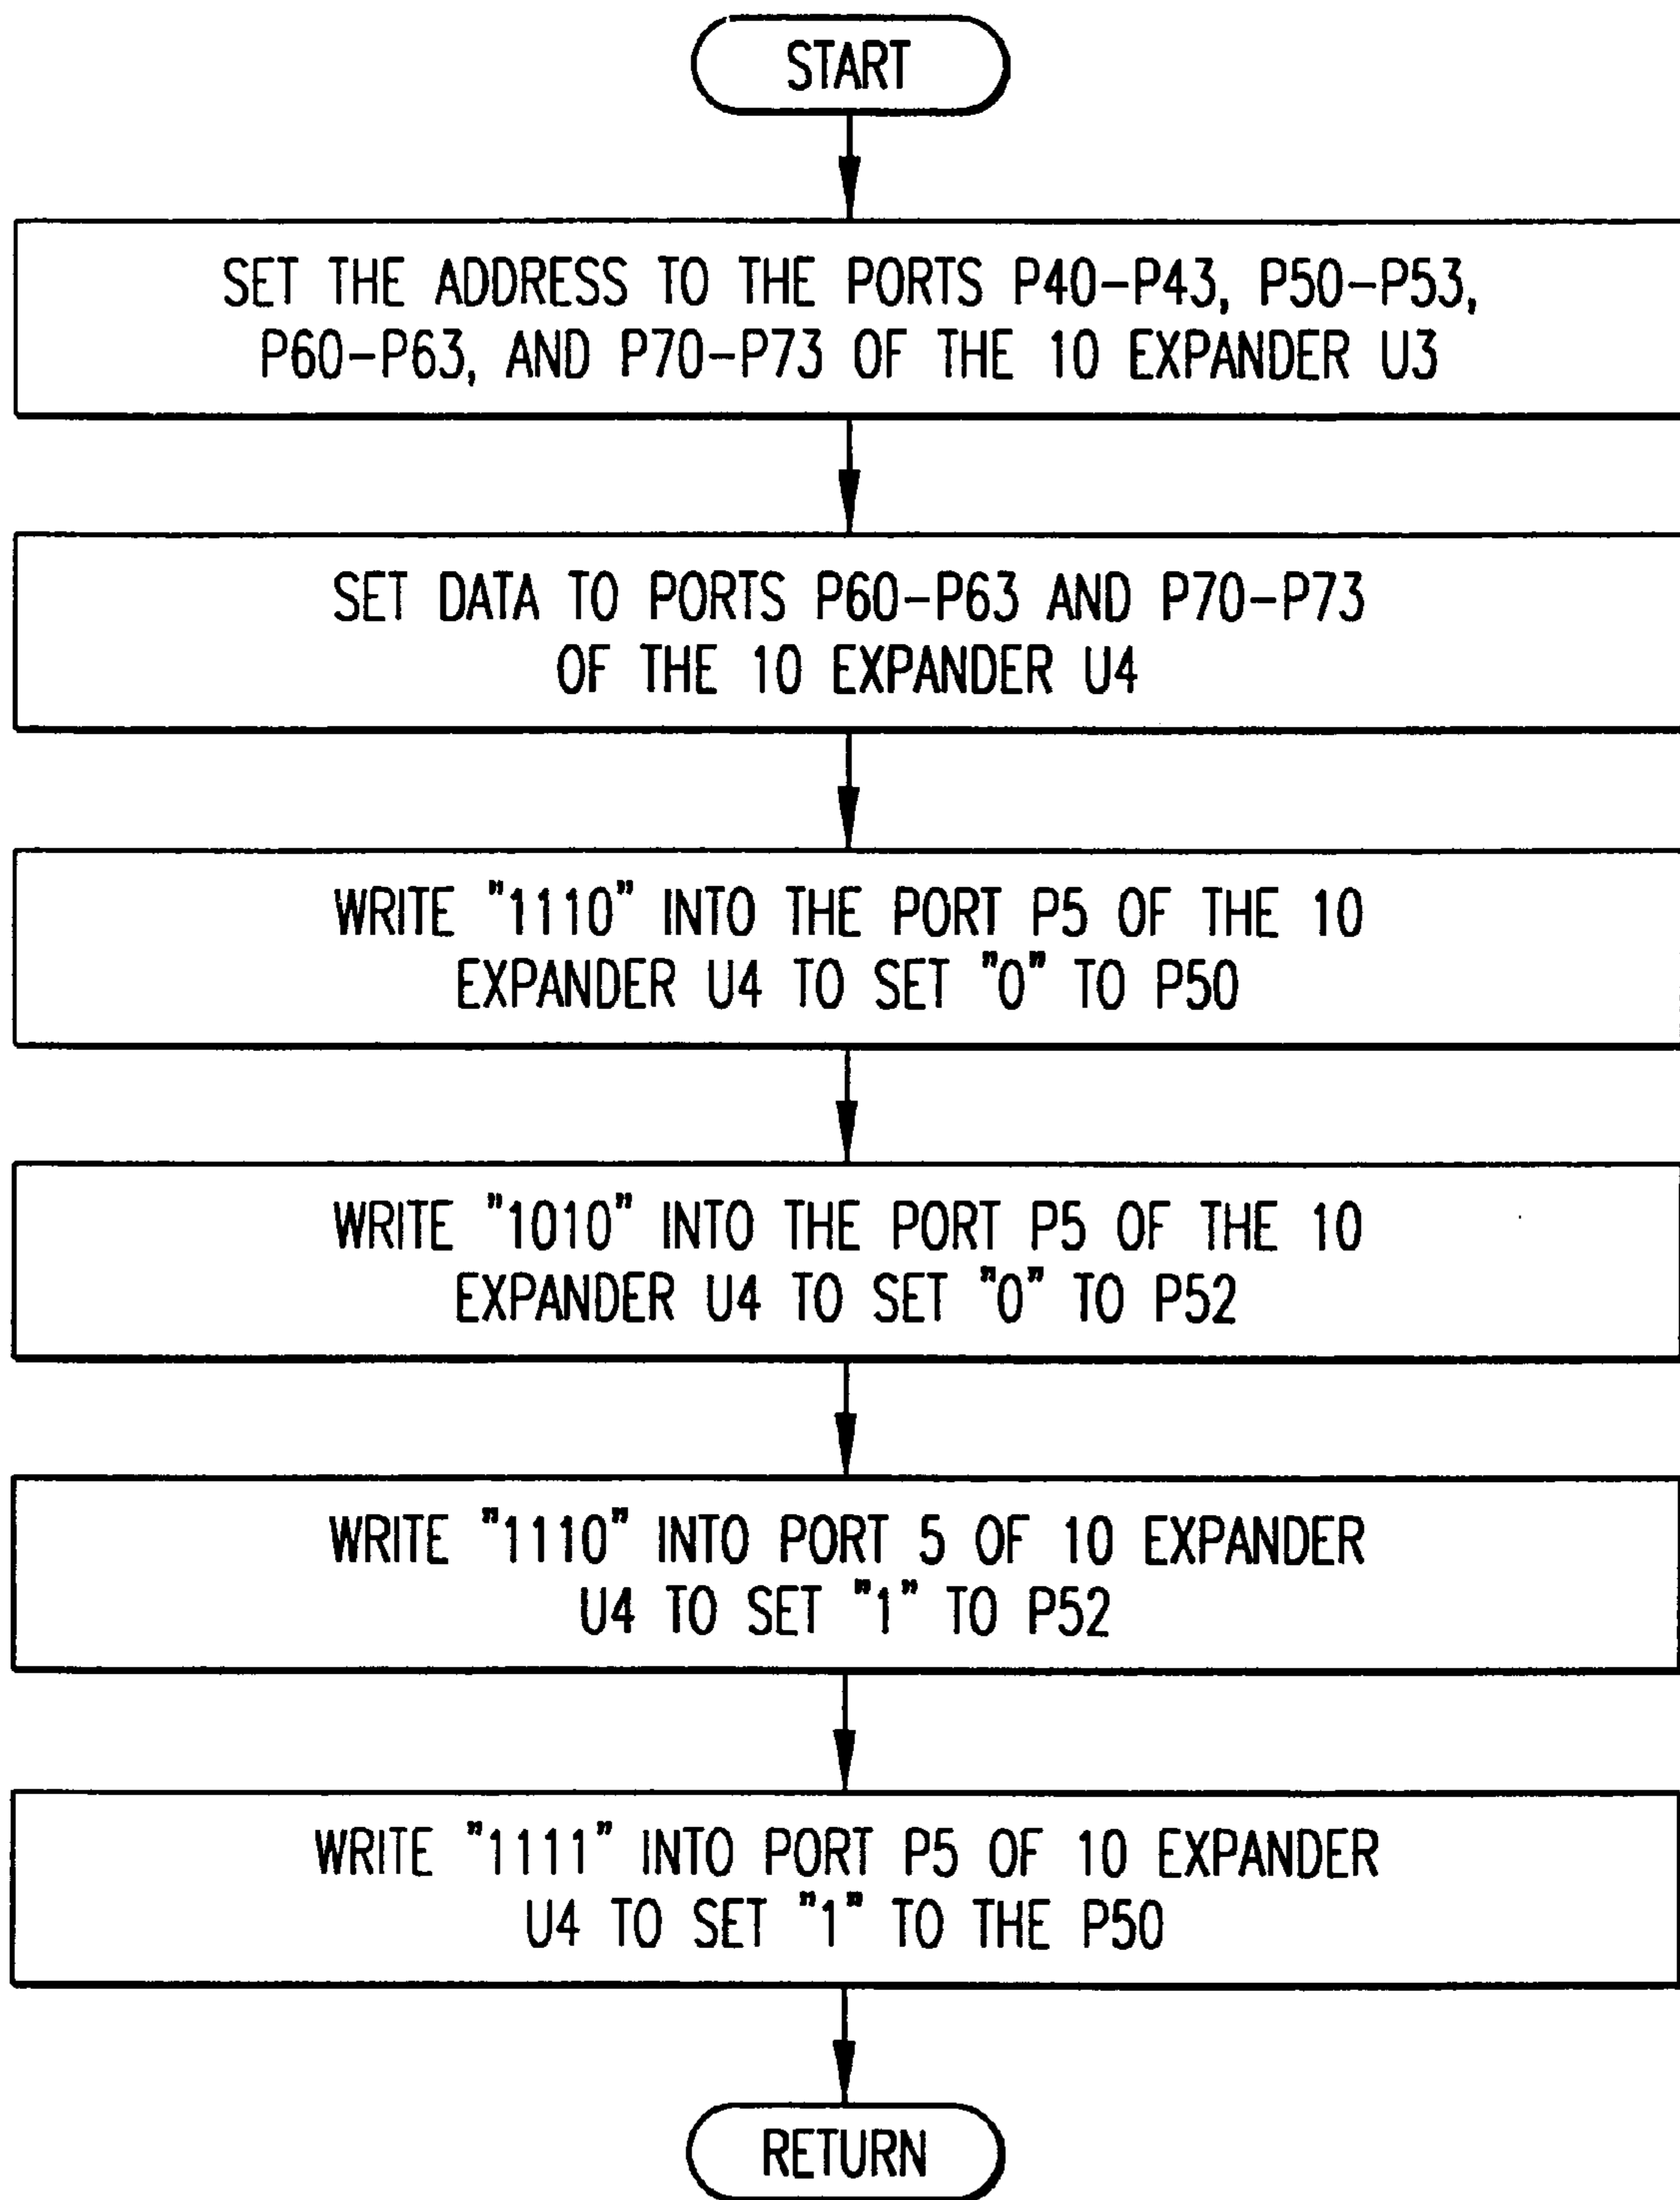 START
SET THE ADDRESS TO THE PORTS P40-P43, P50-P53,
P60-P63, AND P70-P73 OF THE 10 EXPANDER U3
SET DATA TO PORTS P60-P63 AND P70-P73
OF THE 10 EXPANDER U4
WRITE "1110" INTO THE PORT P5 OF THE 10
EXPANDER U4 TO SET "0" TO P50
WRITE "1010" INTO THE PORT P5 OF THE 10
EXPANDER U4 TO SET "0" TO P52
WRITE "1110" INTO PORT 5 OF 10 EXPANDER
U4 TO SET "1" TO P52
WRITE "1111" INTO PORT P5 OF 10 EXPANDER
U4 TO SET "1" TO THE P50
RETURN